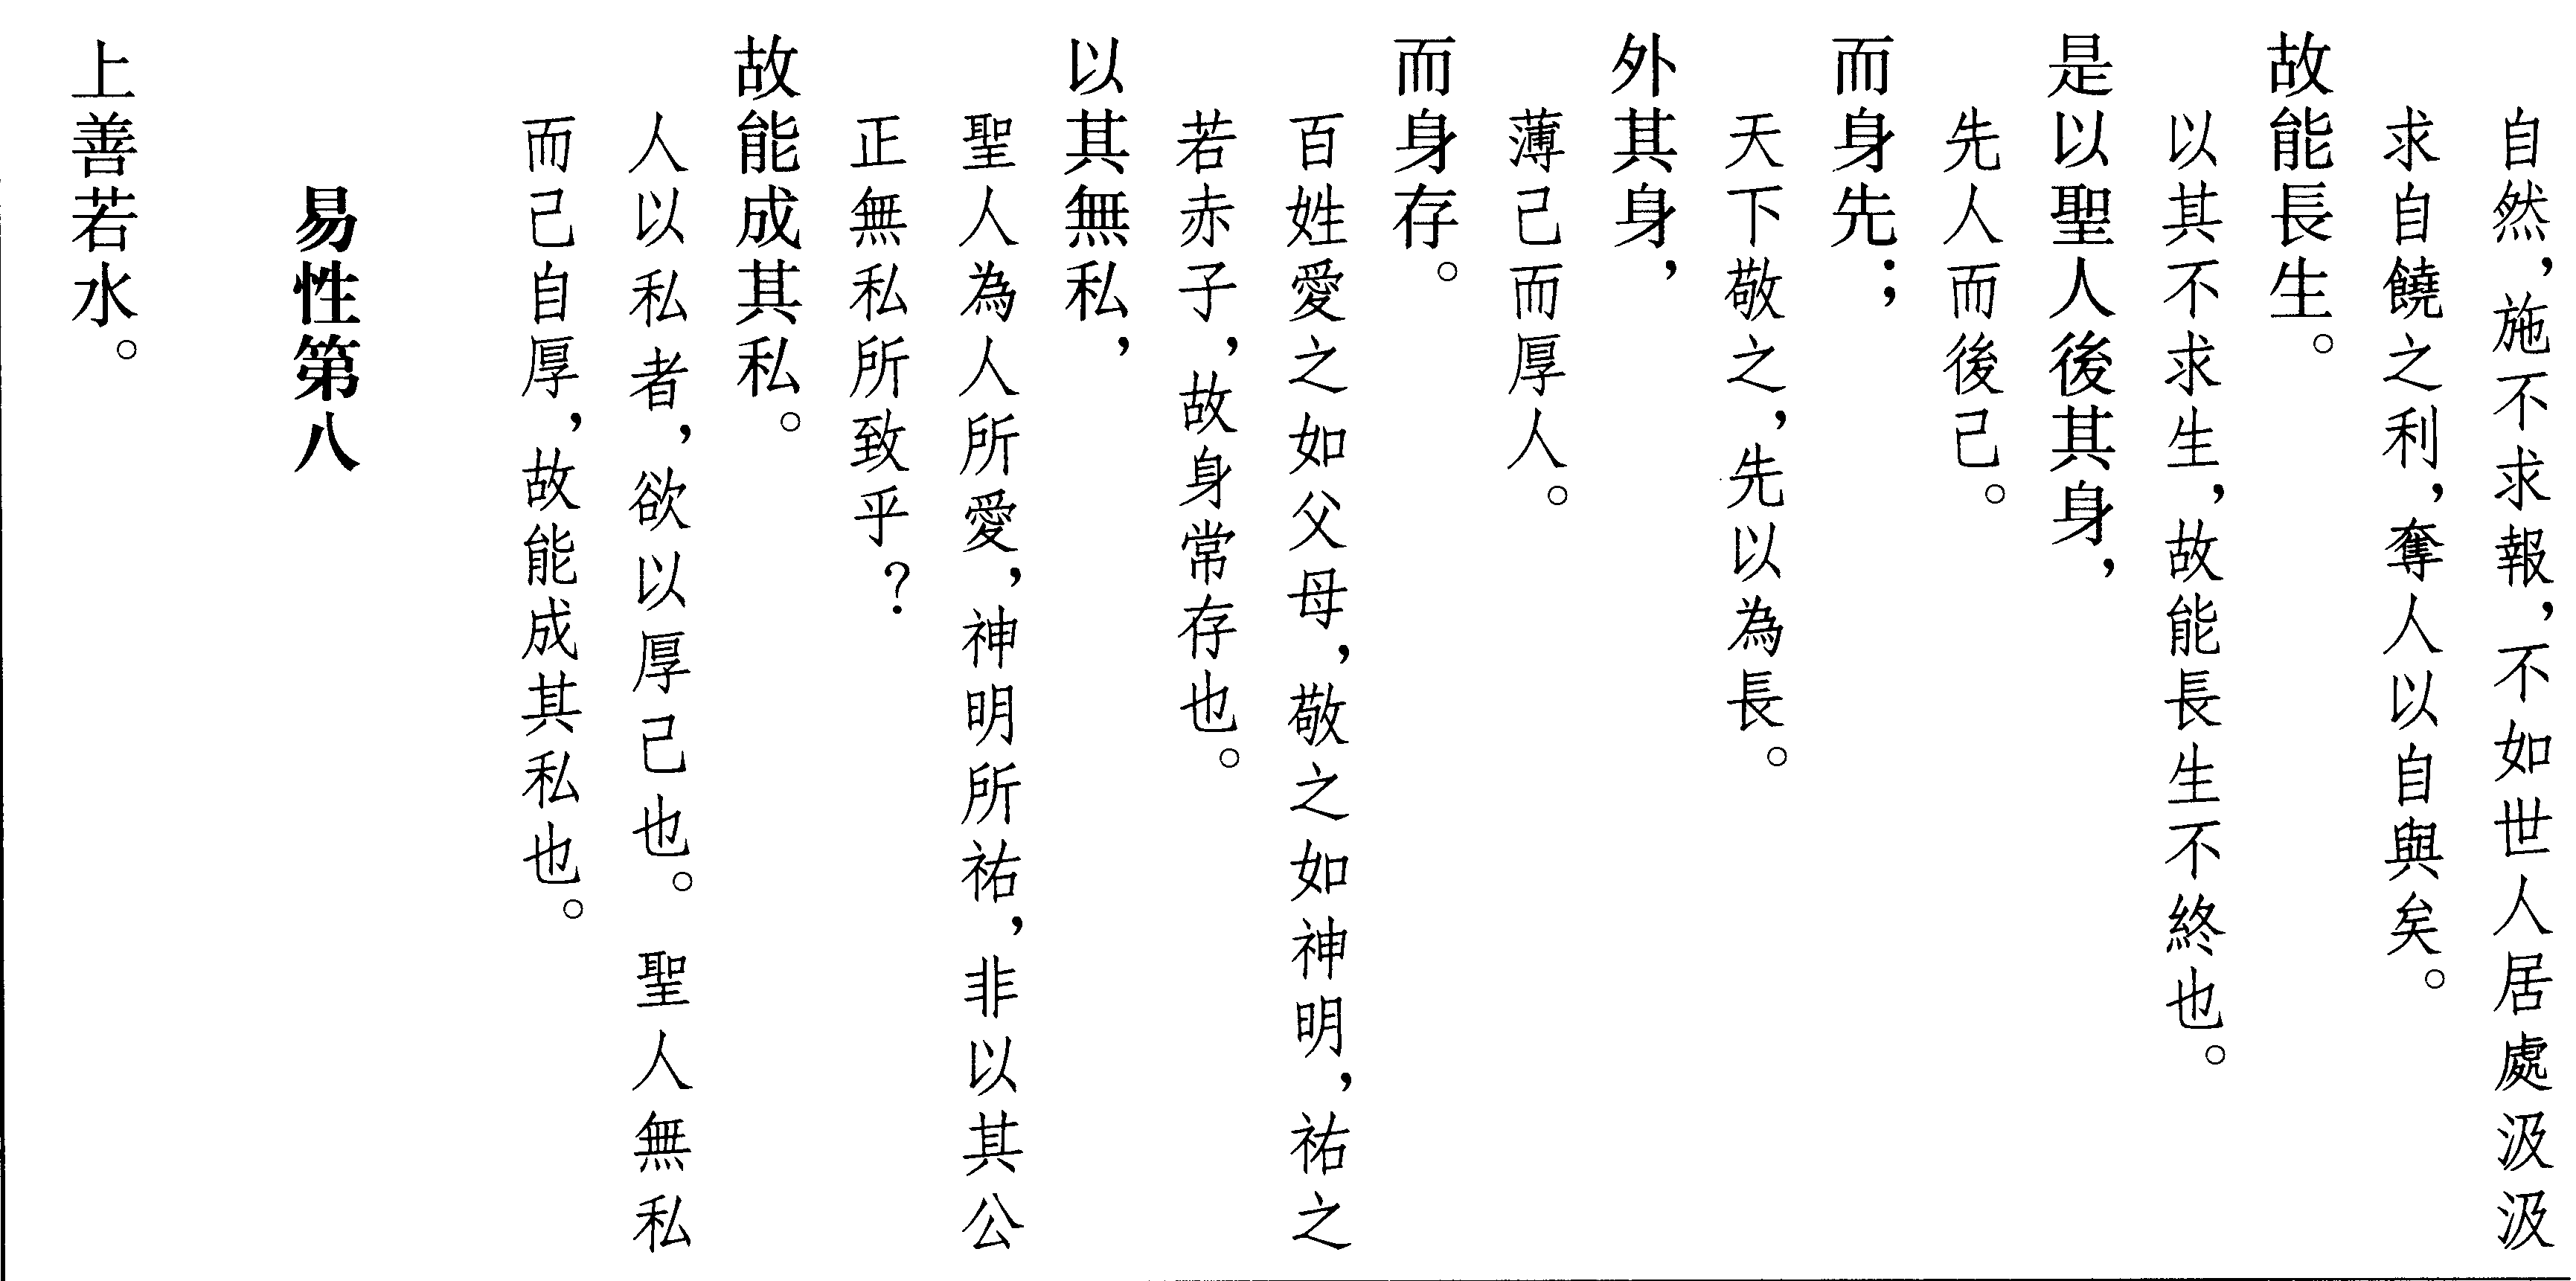 自然，施不求報，不如世人居處汲汲
求自饒之利，奪人以自與矣。
故能長生。
以其不求生，故能長生不終也。
是以聖人後其身，
先人而後己。
而身先；
天下敬之，先以為長。
外其身，
薄己而厚人。
而身存。
百姓愛之如父母，敬之如神明，祐之
若赤子，故身常存也。
以其無私，
聖人為人所愛，神明所祐，非以其公
正無私所致乎？
故能成其私。
人以私者，欲以厚己也。聖人無私
而己自厚，故能成其私也。
易性第八
上善若水。